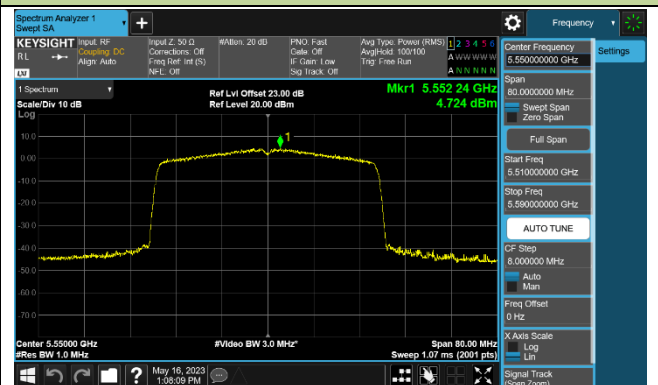 Spectrum Analyzer 1
Swept SA
+
Frequency
KEYSIGHT
RL
LXI
Input: RF
Coupling: DC
Align: Auto
Input Z: 50 Ω
Corrections: Off
Freq Ref: Int (S)
NFE: Off
#Atten: 20 dB
PNO: Fast
Gate: Off
IF Gain: Low
Sig Track: Off
Avg Type: Power (RMS)
Avg|Hold: 100/100
Trig: Free Run
1 2 3 4 5 6
A W W W W W
A N N N N N
1 Spectrum
Scale/Div 10 dB
Log
Ref Lvl Offset 23.00 dB
Ref Level 20.00 dBm
Mkr1 5.552 24 GHz
4.724 dBm
1
10.0
0.00
-10.0
-20.0
-30.0
-40.0
-50.0
-60.0
-70.0
Center 5.55000 GHz
#Res BW 1.0 MHz
#Video BW 3.0 MHz*
Span 80.00 MHz
Sweep 1.07 ms (2001 pts)
May 16, 2023
1:08:09 PM
Center Frequency
5.550000000 GHz
Span
80.0000000 MHz
Swept Span
Zero Span
Full Span
Start Freq
5.510000000 GHz
Stop Freq
5.590000000 GHz
AUTO TUNE
CF Step
8.000000 MHz
Auto
Man
Freq Offset
0 Hz
X Axis Scale
Log
Lin
Signal Track
(Span Zoom)
Settings